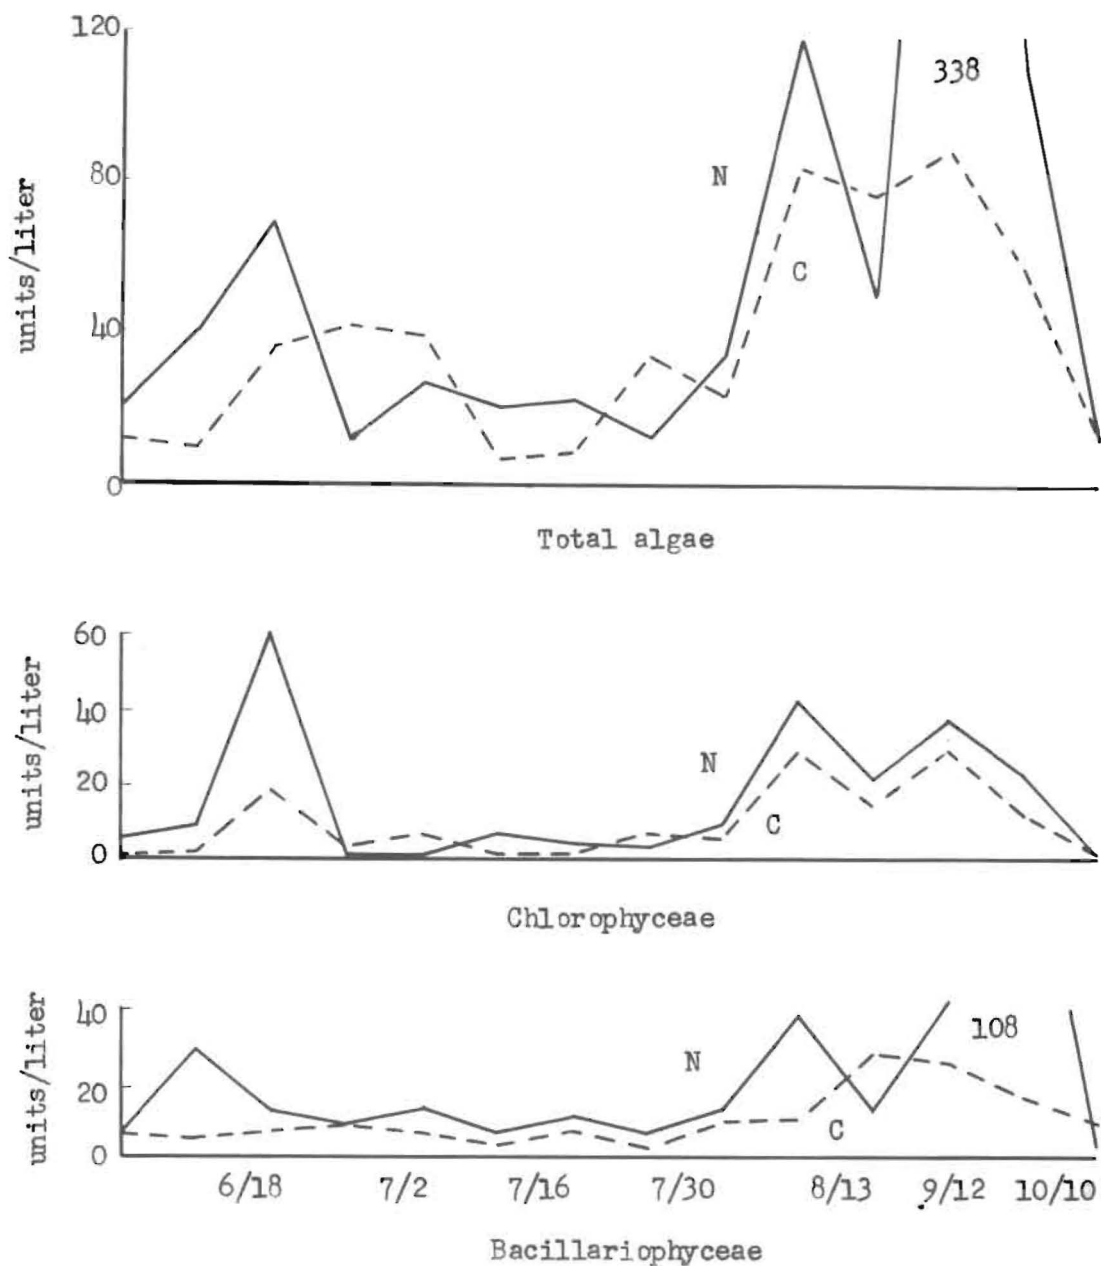 120
338
80
N
C
40
0
units/liter
Total algae
60
40
N
20
C
0
units/liter
Chlorophyceae
40
108
N
20
C
0
units/liter
6/18 7/2 7/16 7/30 8/13 9/12 10/10
Bacillariophyceae